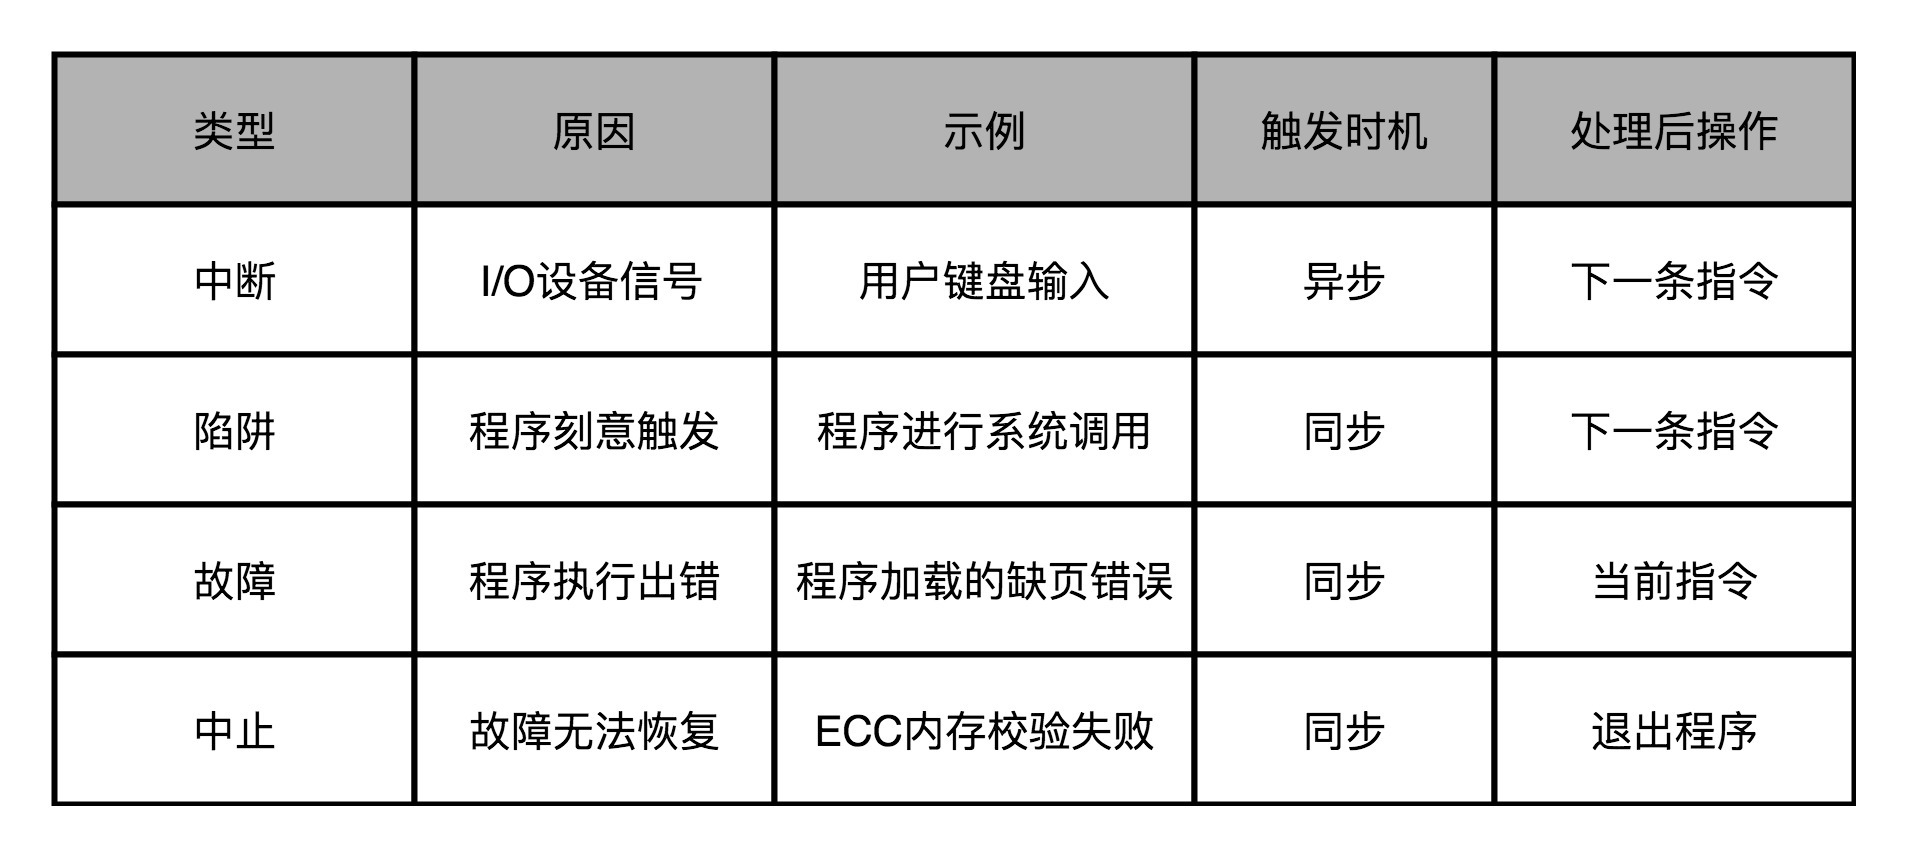 类型 原因 示例 触发时机 处理后操作
中断 I/O设备信号 用户键盘输入 异步 下一条指令
陷阱 程序刻意触发 程序进行系统调用 同步 下一条指令
故障 程序执行出错 程序加载的缺页错误 同步 当前指令
中止 故障无法恢复 ECC内存校验失败 同步 退出程序